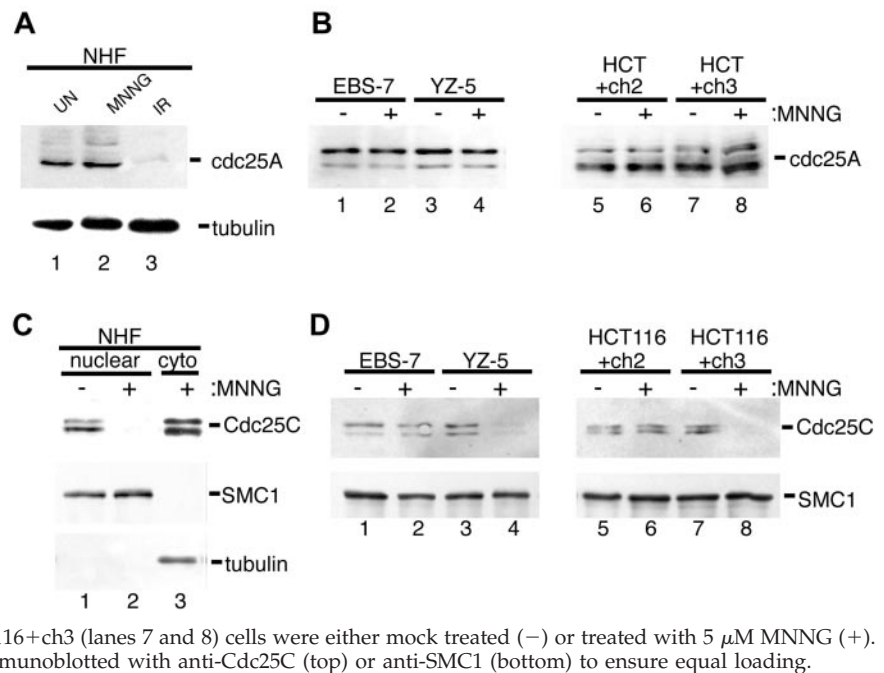 A
NHF
UN MNNG IR
cdc25A
tubulin
1 2 3
B
EBS-7 YZ-5
HCT +ch2
HCT +ch3
- + - + - + - + :MNNG
cdc25A
1 2 3 4 5 6 7 8
C
NHF
nuclear cyto
- + + :MNNG
Cdc25C
SMC1
tubulin
1 2 3
D
EBS-7 YZ-5
HCT116 +ch2
HCT116 +ch3
- + - + - + - + :MNNG
Cdc25C
SMC1
1 2 3 4 5 6 7 8
116+ch3 (lanes 7 and 8) cells were either mock treated (−) or treated with 5 μM MNNG (+).
munoblotted with anti-Cdc25C (top) or anti-SMC1 (bottom) to ensure equal loading.